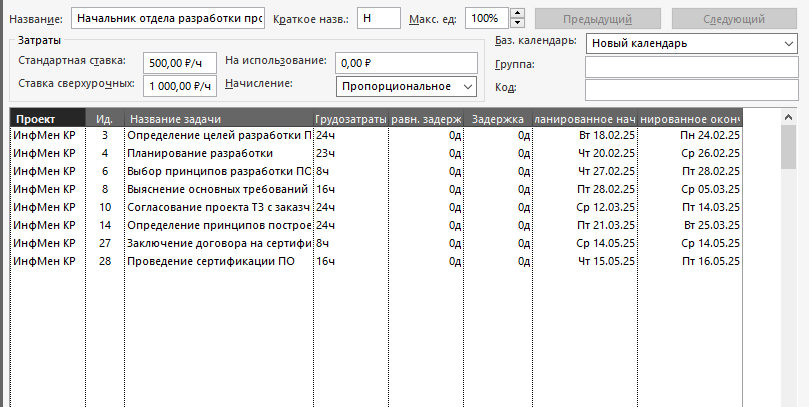 Название: Начальник отдела разработки прс Краткое назв.: Н Макс. ед: 100% Предыдущий Следующий
Затраты Баз. календарь: Новый календарь
Стандартная ставка: 500,00 ₽/ч На использование: 0,00 ₽ Группа:
Ставка сверхурочных: 1 000,00 ₽/ч Начисление: Пропорциональное Код:
Проект Ид. Название задачи Грудозатраты равн. задерж Задержка ланированное нач нированное оконч
ИнфМен КР 3 Определение целей разработки П 24ч 0д 0д Вт 18.02.25 Пн 24.02.25
ИнфМен КР 4 Планирование разработки 23ч 0д 0д Чт 20.02.25 Ср 26.02.25
ИнфМен КР 6 Выбор принципов разработки ПО 8ч 0д 0д Чт 27.02.25 Пт 28.02.25
ИнфМен КР 8 Выяснение основных требований 16ч 0д 0д Пт 28.02.25 Ср 05.03.25
ИнфМен КР 10 Согласование проекта ТЗ с заказч 24ч 0д 0д Ср 12.03.25 Пт 14.03.25
ИнфМен КР 14 Определение принципов построе 24ч 0д 0д Пт 21.03.25 Вт 25.03.25
ИнфМен КР 27 Заключение договора на сертифи 8ч 0д 0д Ср 14.05.25 Ср 14.05.25
ИнфМен КР 28 Проведение сертификации ПО 16ч 0д 0д Чт 15.05.25 Пт 16.05.25